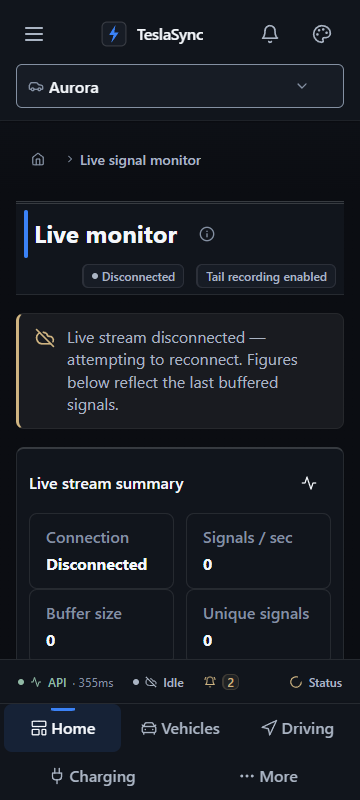 TeslaSync
Aurora
Live signal monitor
Live monitor
Disconnected
Tail recording enabled
Live stream disconnected —
attempting to reconnect. Figures
below reflect the last buffered
signals.
Live stream summary
Connection
Disconnected
Signals / sec
0
Buffer size
0
Unique signals
0
API · 355ms
Idle
2
Status
Home
Vehicles
Driving
Charging
More